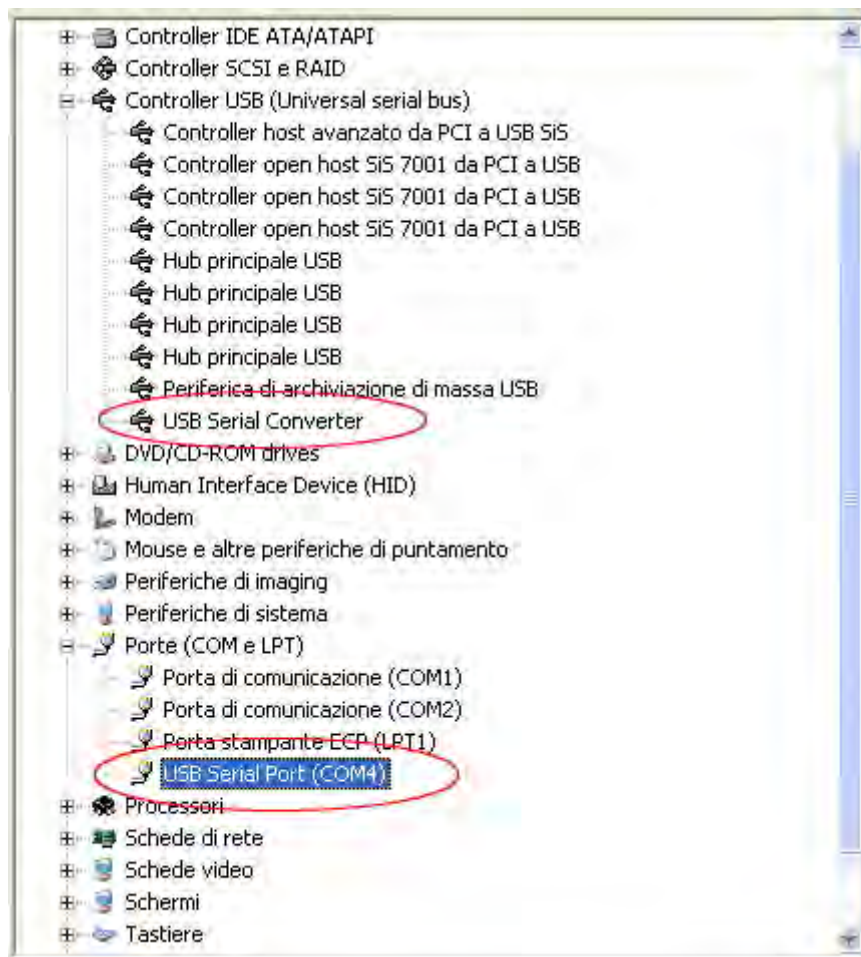 Controller IDE ATA/ATAPI
Controller SCSI e RAID
Controller USB (Universal serial bus)
Controller host avanzato da PCI a USB SiS
Controller open host SiS 7001 da PCI a USB
Controller open host SiS 7001 da PCI a USB
Controller open host SiS 7001 da PCI a USB
Hub principale USB
Hub principale USB
Hub principale USB
Hub principale USB
Periferica di archiviazione di massa USB
USB Serial Converter
DVD/CD-ROM drives
Human Interface Device (HID)
Modem
Mouse e altre periferiche di puntamento
Periferiche di imaging
Periferiche di sistema
Porte (COM e LPT)
Porta di comunicazione (COM1)
Porta di comunicazione (COM2)
Porta stampante ECP (LPT1)
USB Serial Port (COM4)
Processori
Schede di rete
Schede video
Schermi
Tastiere